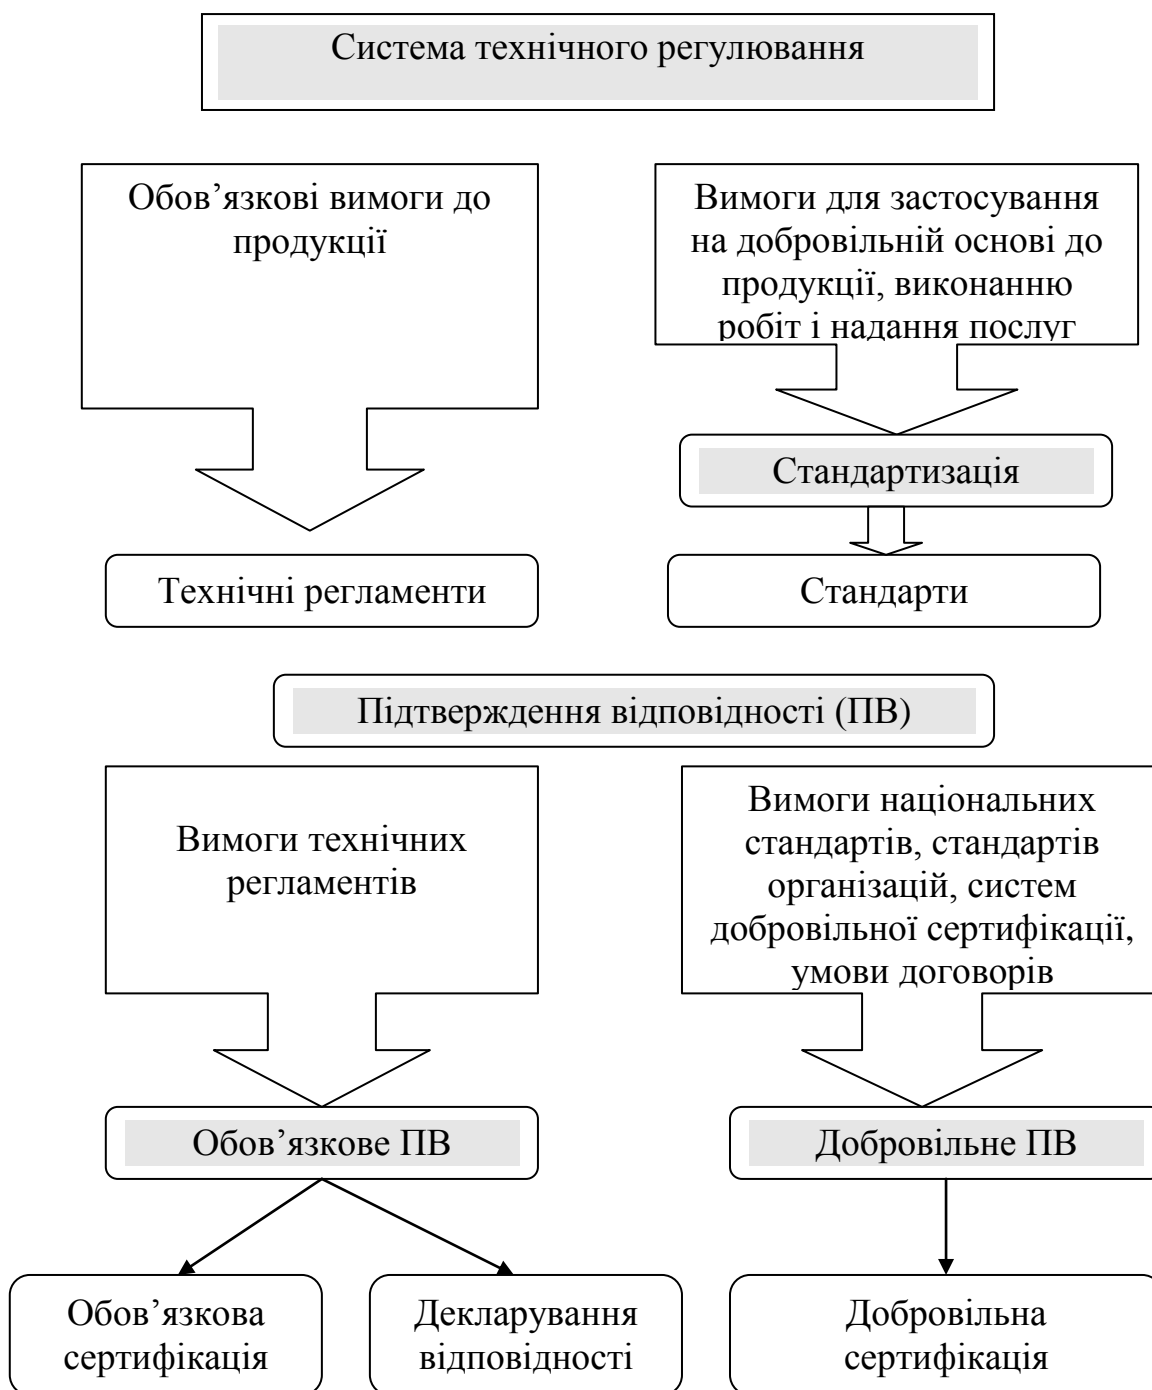 Система технічного регулювання
Обов’язкові вимоги до
продукції
Вимоги для застосування
на добровільній основі до
продукції, виконанню
робіт і надання послуг
Стандартизація
Технічні регламенти
Стандарти
Підтверждення відповідності (ПВ)
Вимоги технічних
регламентів
Вимоги національних
стандартів, стандартів
організацій, систем
добровільної сертифікації,
умови договорів
Обов’язкове ПВ
Добровільне ПВ
Обов’язкова
сертифікація
Декларування
відповідності
Добровільна
сертифікація